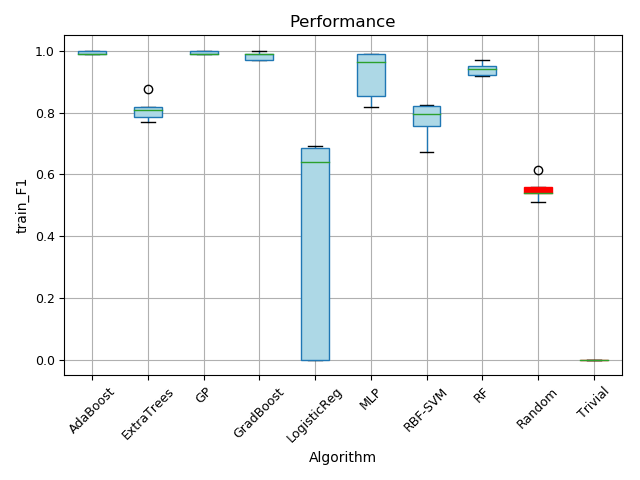 Performance
1.0
0.8
0.6
0.4
0.2
0.0
train_F1
AdaBoost
ExtraTrees
GP
GradBoost
LogisticReg
MLP
RBF-SVM
RF
Random
Trivial
Algorithm